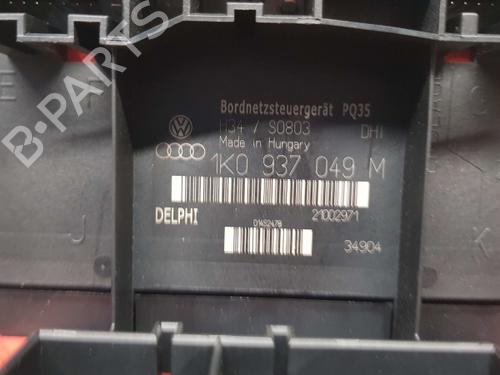 Bordnetzsteuergerät PQ35
H34 / S0803 DHI
Made in Hungary
1K0 937 049 M
DELPHI 21002971
34904
B-PARTS
E
J
G
K